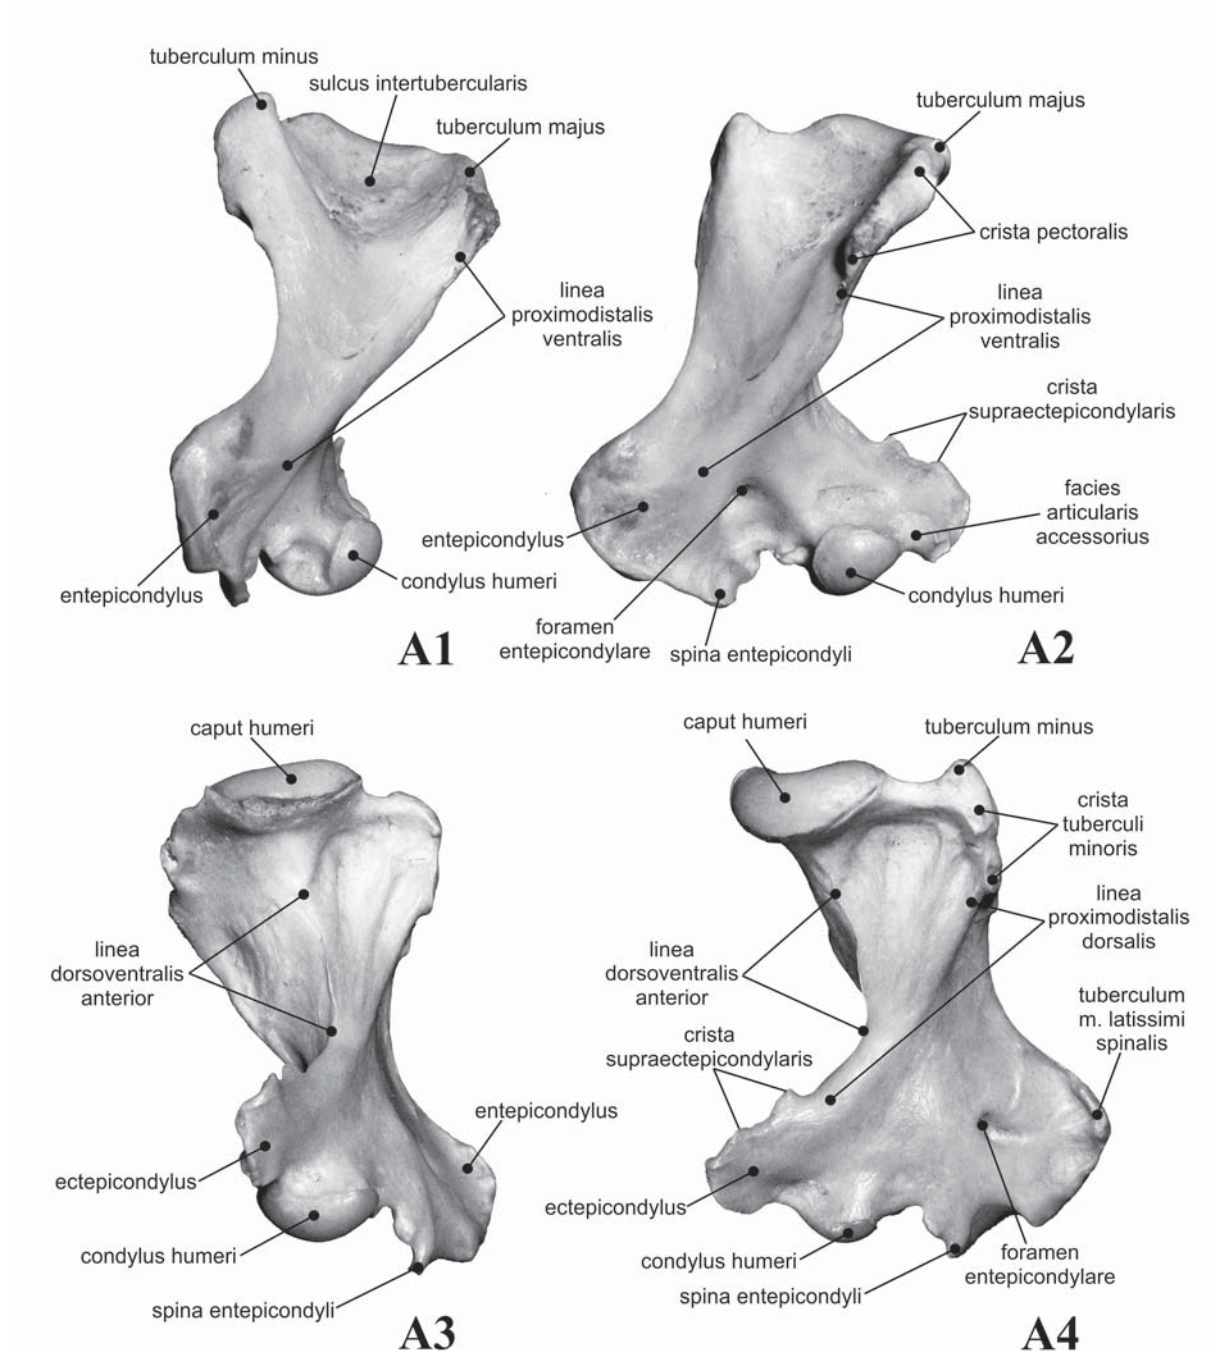 tuberculum minus
sulcus intertubercularis
tuberculum majus
linea
proximodistalis
ventralis
entepicondylus
condylus humeri
A1
tuberculum majus
crista pectoralis
linea
proximodistalis
ventralis
crista
supraectepicondylaris
facies
articularis
accessorius
entepicondylus
condylus humeri
foramen
entepicondylare
spina entepicondyli
A2
caput humeri
linea
dorsoventralis
anterior
entepicondylus
ectepicondylus
condylus humeri
spina entepicondyli
A3
caput humeri
tuberculum minus
crista
tuberculi
minoris
linea
proximodistalis
dorsalis
linea
dorsoventralis
anterior
tuberculum
m. latissimi
spinalis
crista
supraectepicondylaris
ectepicondylus
condylus humeri
foramen
entepicondylare
spina entepicondyli
A4